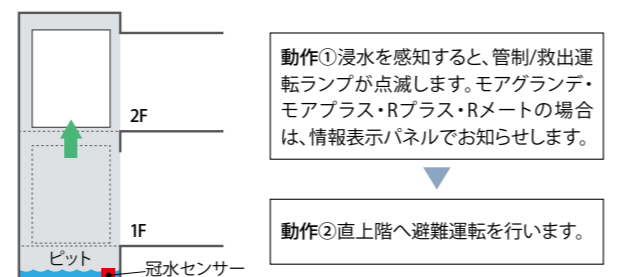 2F
1F
ピット
冠水センサー
動作①浸水を感知すると、管制/救出運
転ランプが点滅します。モアグランデ・
モアプラス・Rプラス・Rメートの場合
は、情報表示パネルでお知らせします。
動作②直上階へ避難運転を行います。